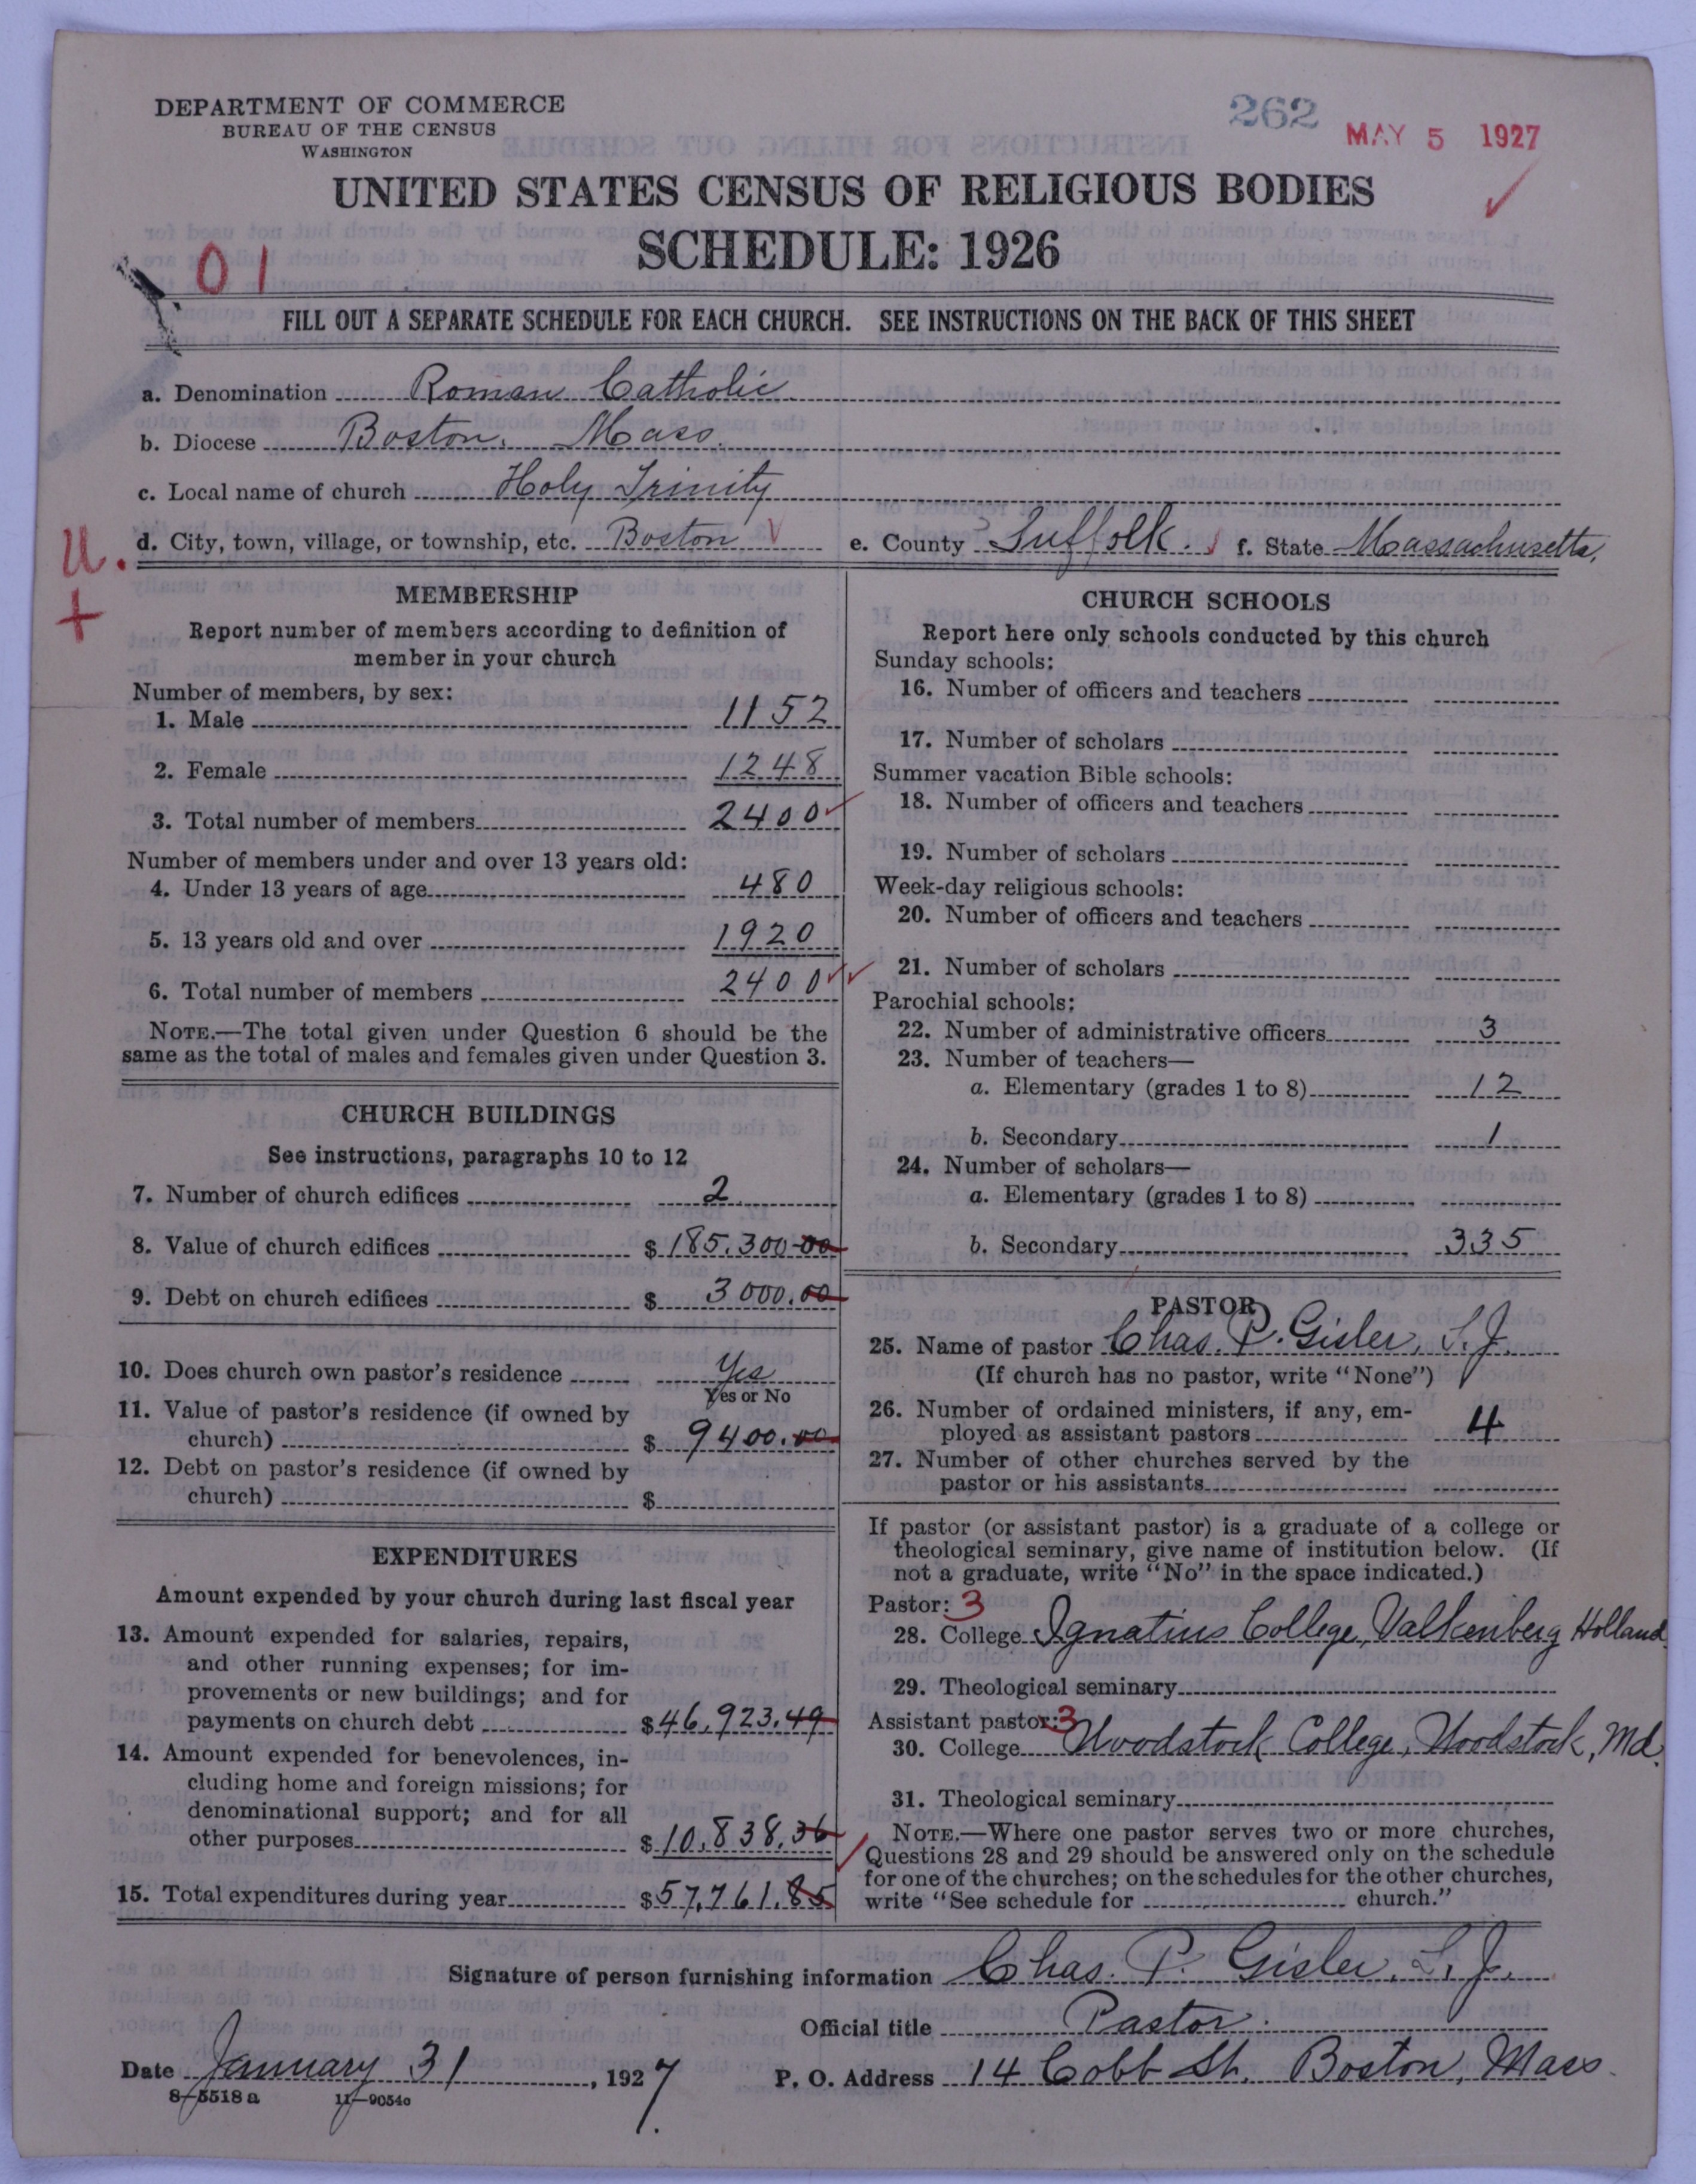 DEPARTMENT OF COMMERCE
BUREAU OF THE CENSUS
WASHINGTON
262
MAY 5 1927
UNITED STATES CENSUS OF RELIGIOUS BODIES
SCHEDULE: 1926
01
FILL OUT A SEPARATE SCHEDULE FOR EACH CHURCH. SEE INSTRUCTIONS ON THE BACK OF THIS SHEET
a. Denomination Roman Catholic
b. Diocese Boston, Mass.
c. Local name of church Holy Trinity
d. City, town, village, or township, etc. Boston e. County Suffolk. f. State Massachusetts,
U.
+
MEMBERSHIP
Report number of members according to definition of
member in your church
Number of members, by sex:
1. Male 1152
2. Female 1248
3. Total number of members 2400
Number of members under and over 13 years old:
4. Under 13 years of age 480
5. 13 years old and over 1920
6. Total number of members 2400
NOTE.—The total given under Question 6 should be the
same as the total of males and females given under Question 3.
CHURCH BUILDINGS
See instructions, paragraphs 10 to 12
7. Number of church edifices 2
8. Value of church edifices $ 185,300.00
9. Debt on church edifices $ 3000.00
10. Does church own pastor's residence Yes
Yes or No
11. Value of pastor's residence (if owned by
church) $ 9400.00
12. Debt on pastor's residence (if owned by
church) $
EXPENDITURES
Amount expended by your church during last fiscal year
13. Amount expended for salaries, repairs,
and other running expenses; for im-
provements or new buildings; and for
payments on church debt $46,923.49
14. Amount expended for benevolences, in-
cluding home and foreign missions; for
denominational support; and for all
other purposes $10,838.36
15. Total expenditures during year $57,761.85
CHURCH SCHOOLS
Report here only schools conducted by this church
Sunday schools:
16. Number of officers and teachers
17. Number of scholars
Summer vacation Bible schools:
18. Number of officers and teachers
19. Number of scholars
Week-day religious schools:
20. Number of officers and teachers
21. Number of scholars
Parochial schools:
22. Number of administrative officers 3
23. Number of teachers—
a. Elementary (grades 1 to 8) 12
b. Secondary 1
24. Number of scholars—
a. Elementary (grades 1 to 8)
b. Secondary 335
PASTOR
25. Name of pastor Chas. P. Gisler, S.J.
(If church has no pastor, write "None")
26. Number of ordained ministers, if any, em-
ployed as assistant pastors 4
27. Number of other churches served by the
pastor or his assistants
If pastor (or assistant pastor) is a graduate of a college or
theological seminary, give name of institution below. (If
not a graduate, write "No" in the space indicated.)
Pastor: 3
28. College Ignatius College, Valkenberg Holland
29. Theological seminary
Assistant pastor: 3
30. College Woodstock College, Woodstock, Md.
31. Theological seminary
NOTE.—Where one pastor serves two or more churches,
Questions 28 and 29 should be answered only on the schedule
for one of the churches; on the schedules for the other churches,
write "See schedule for church."
Signature of person furnishing information Chas. P. Gisler, S.J.
Official title Pastor.
Date January 31, 1927 P. O. Address 14 Cobb St. Boston, Mass.
8-5518 a 11-9054c